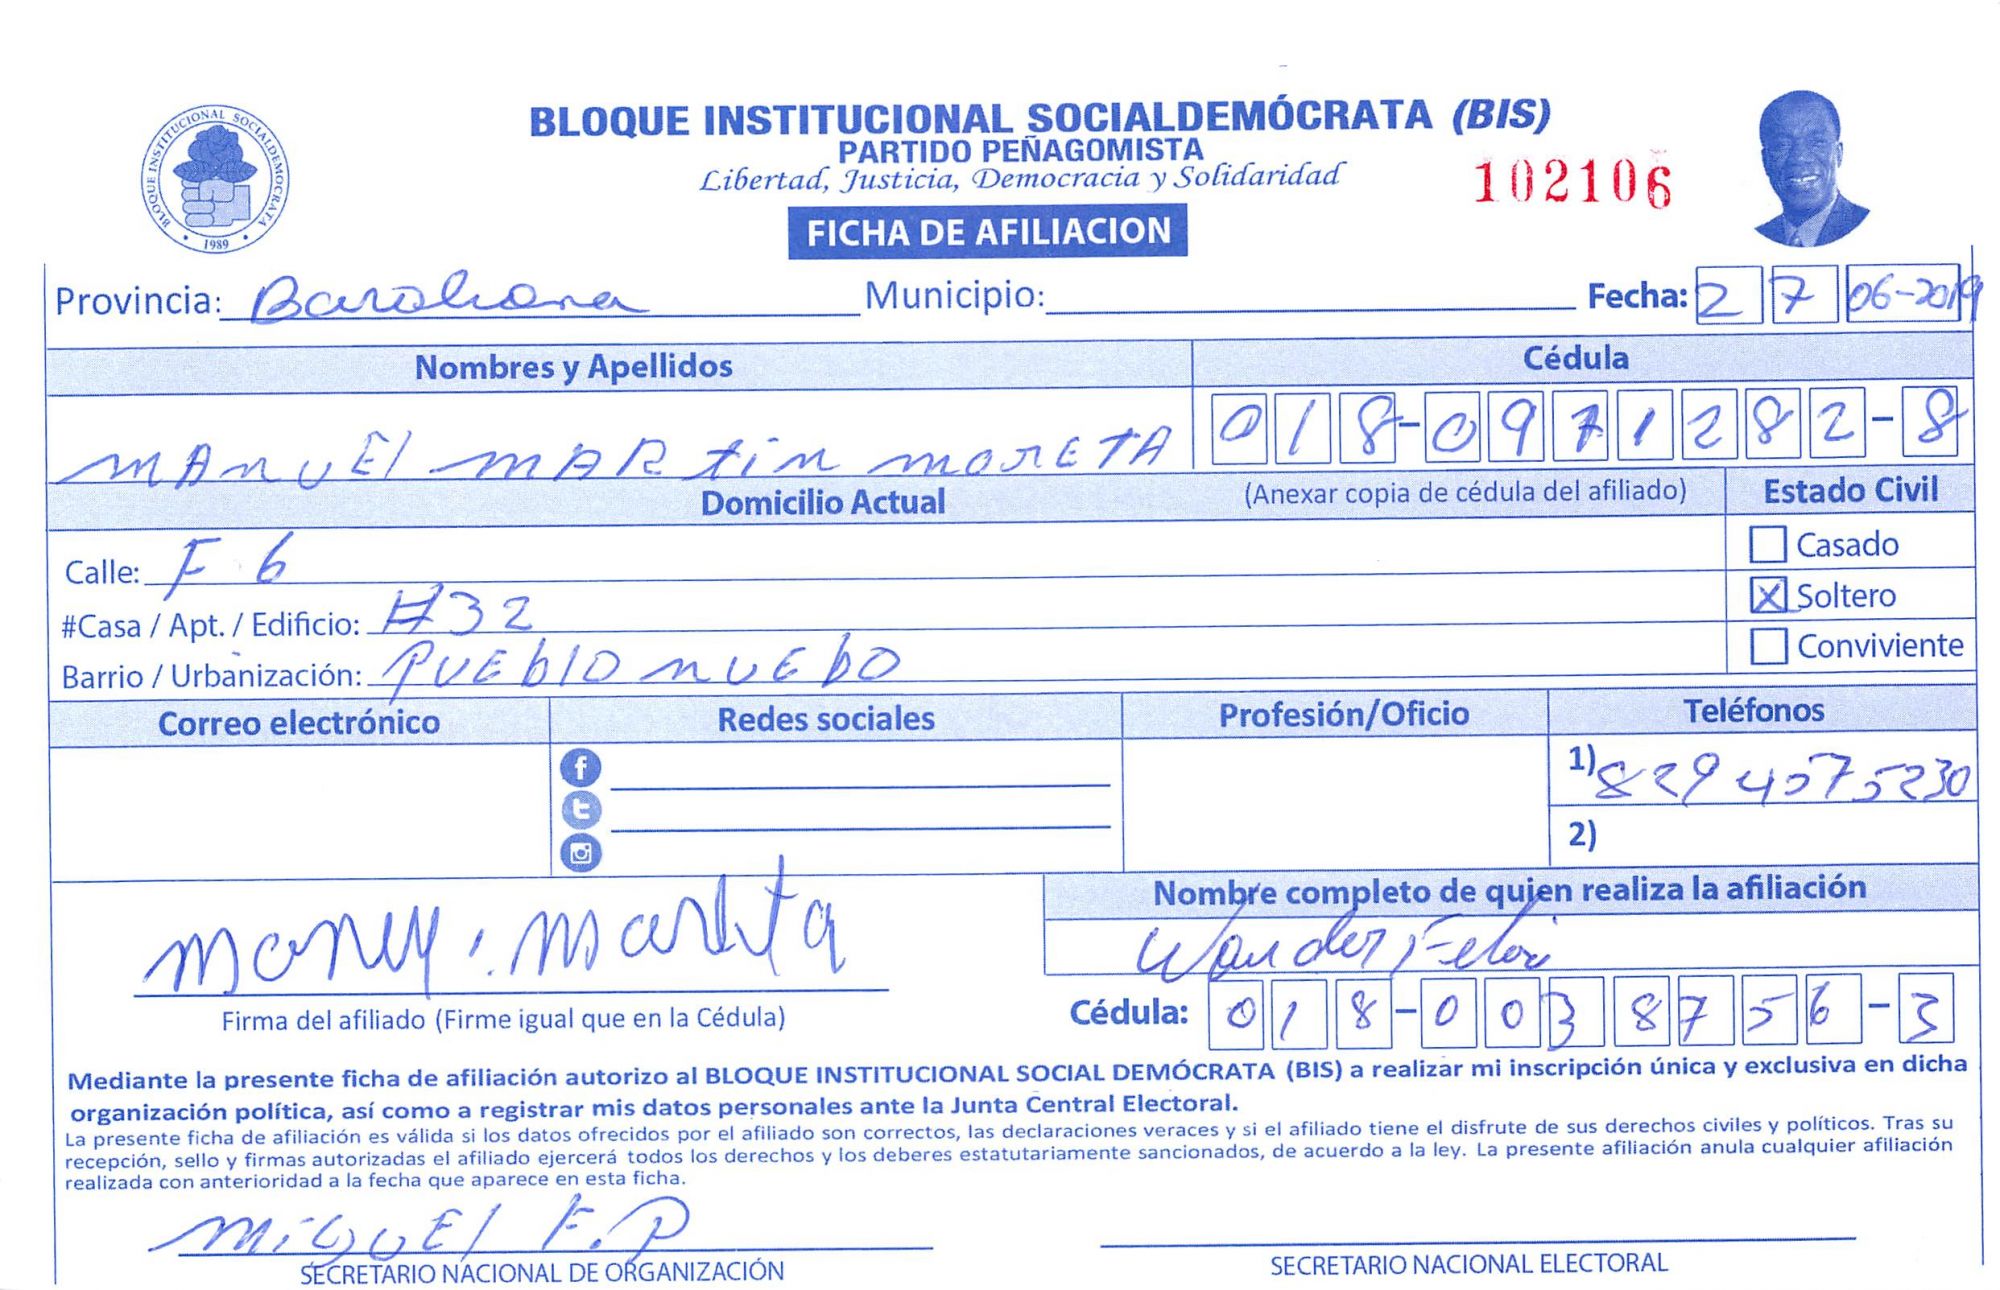 BLOQUE INSTITUCIONAL SOCIALDEMÓCRATA (BIS)
PARTIDO PEÑAGOMISTA
Libertad, Justicia, Democracia y Solidaridad
102106
BLOQUE INSTITUCIONAL SOCIALDEMOCRATA
1989
FICHA DE AFILIACION
Provincia: Barahona Municipio: Fecha: 2 7 06-2019
Nombres y Apellidos Cédula
MANUEL MARTIN MORETA 018-0971282-8
Domicilio Actual (Anexar copia de cédula del afiliado) Estado Civil
Calle: F 6 Casado
#Casa / Apt. / Edificio: #32 X Soltero
Barrio / Urbanización: PUEblO NUEbO Conviviente
Correo electrónico Redes sociales Profesión/Oficio Teléfonos
1) 829 4075230
2)
Nombre completo de quien realiza la afiliación
Wander Feliz
Firma del afiliado (Firme igual que en la Cédula)
Cédula: 018-0038756-3
Mediante la presente ficha de afiliación autorizo al BLOQUE INSTITUCIONAL SOCIAL DEMÓCRATA (BIS) a realizar mi inscripción única y exclusiva en dicha
organización política, así como a registrar mis datos personales ante la Junta Central Electoral.
La presente ficha de afiliación es válida si los datos ofrecidos por el afiliado son correctos, las declaraciones veraces y si el afiliado tiene el disfrute de sus derechos civiles y políticos. Tras su
recepción, sello y firmas autorizadas el afiliado ejercerá todos los derechos y los deberes estatutariamente sancionados, de acuerdo a la ley. La presente afiliación anula cualquier afiliación
realizada con anterioridad a la fecha que aparece en esta ficha.
MiguEl F.P
SECRETARIO NACIONAL DE ORGANIZACIÓN SECRETARIO NACIONAL ELECTORAL